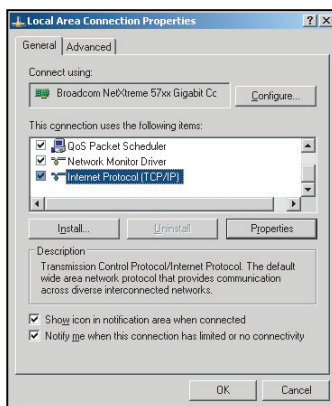 Local Area Connection Properties
General Advanced
Connect using:
Broadcom NetXtreme 57xx Gigabit Cc
Configure...
This connection uses the following items:
QoS Packet Scheduler
Network Monitor Driver
Internet Protocol (TCP/IP)
Install... Uninstall Properties
Description
Transmission Control Protocol/Internet Protocol. The default
wide area network protocol that provides communication
across diverse interconnected networks.
Show icon in notification area when connected
Notify me when this connection has limited or no connectivity
OK Cancel